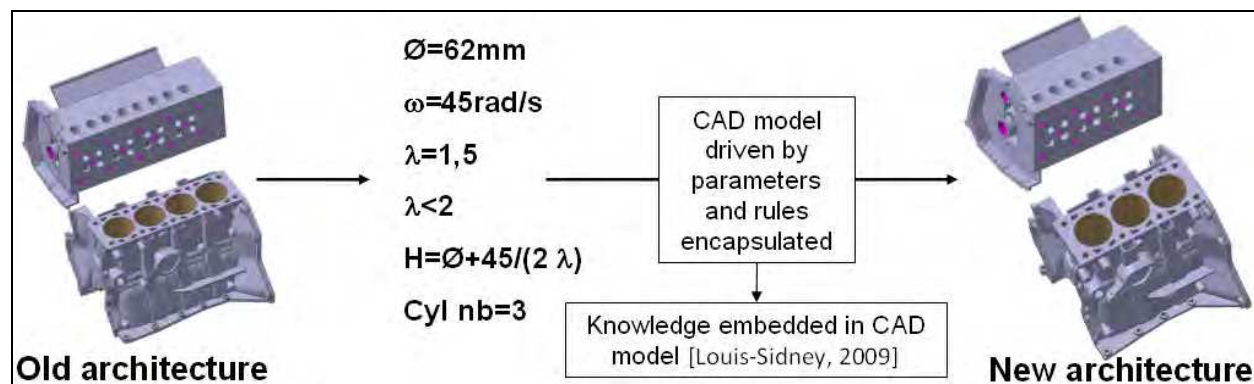 Ø=62mm
ω=45rad/s
λ=1,5
λ<2
H=Ø+45/(2 λ)
Cyl nb=3
CAD model
driven by
parameters
and rules
encapsulated
Knowledge embedded in CAD
model [Louis-Sidney, 2009]
Old architecture
New architecture